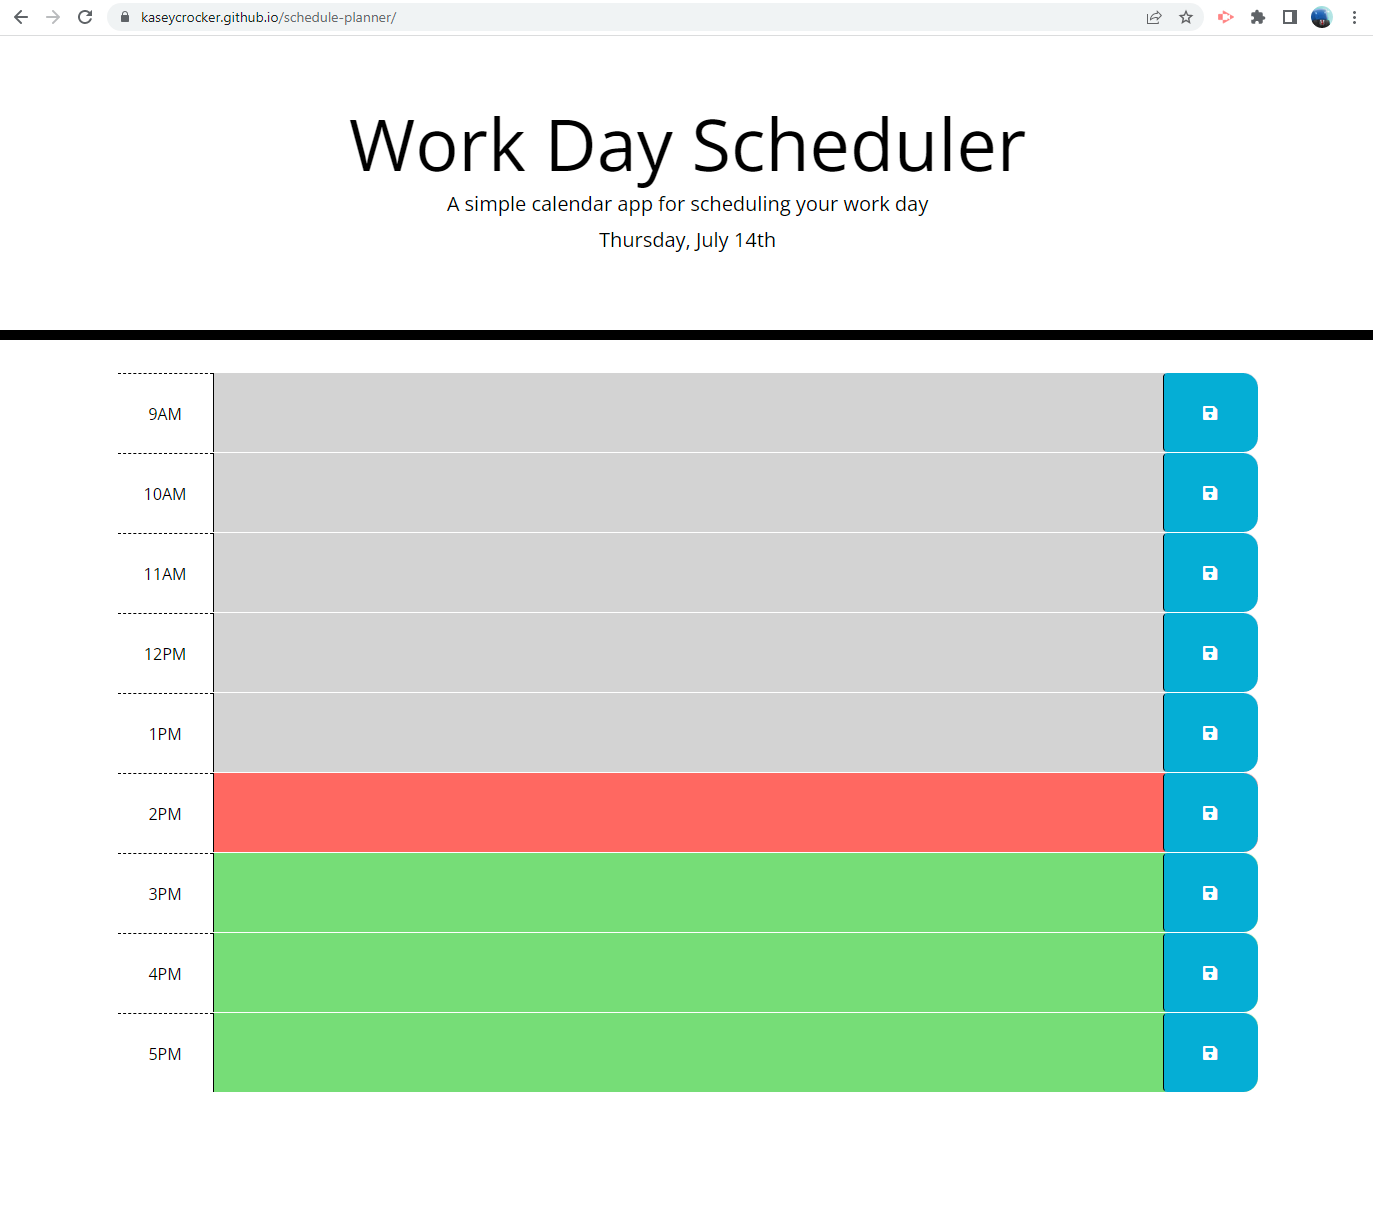 kaseycrocker.github.io/schedule-planner/
Work Day Scheduler
A simple calendar app for scheduling your work day
Thursday, July 14th
9AM
10AM
11AM
12PM
1PM
2PM
3PM
4PM
5PM